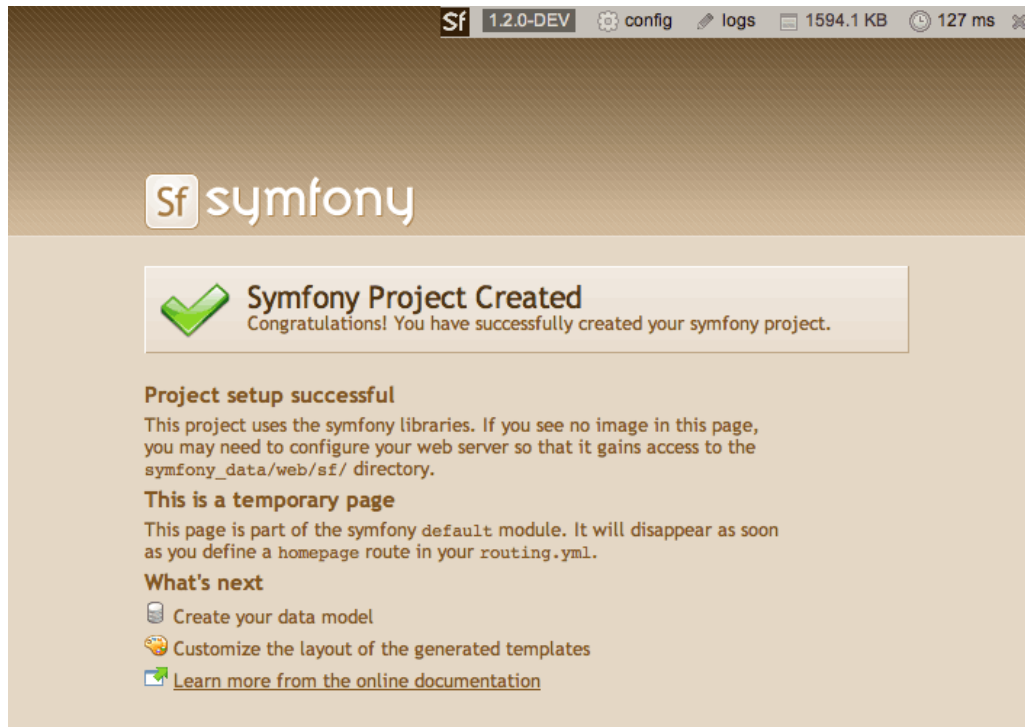 Sf 1.2.0-DEV config logs 1594.1 KB 127 ms
Sf symfony
Symfony Project Created
Congratulations! You have successfully created your symfony project.
Project setup successful
This project uses the symfony libraries. If you see no image in this page,
you may need to configure your web server so that it gains access to the
symfony_data/web/sf/ directory.
This is a temporary page
This page is part of the symfony default module. It will disappear as soon
as you define a homepage route in your routing.yml.
What's next
Create your data model
Customize the layout of the generated templates
Learn more from the online documentation